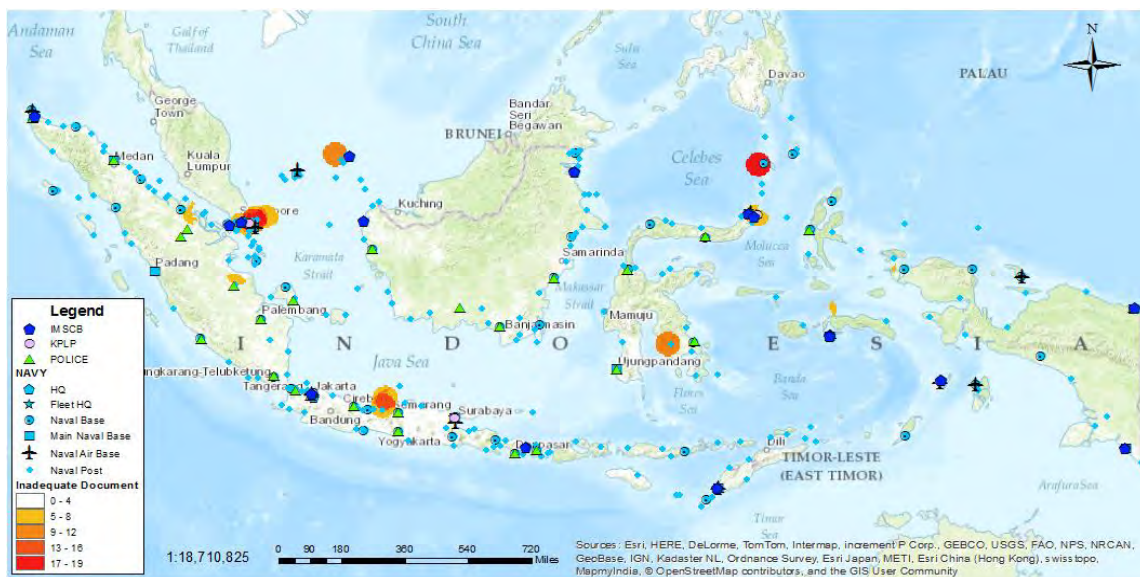 Andaman
Sea
Gulf of
Thailand
South
China Sea
Sulu
Sea
Davao
PALAU
N
George
Town
Bandar
Seri
Begawan
BRUNEI
Medan
Kuala
Lumpur
Celebes
Sea
Kuching
Samarinda
Molucca
Sea
Padang
Karamata
Strait
Makassar
Strait
Palembang
Mamuju
Banjarmasin
I N D O E S I A
Java Sea
Ujungpandang
Tangerang
Jakarta
Bandung
Semarang
Surabaya
Yogyakarta
Flores
Sea
Banda
Sea
Dili
TIMOR-LESTE
(EAST TIMOR)
Timor
Sea
Arafura Sea
Legend
IMSCB
KPLP
POLICE
NAVY
HQ
Fleet HQ
Naval Base
Main Naval Base
Naval Air Base
Naval Post
Inadequate Document
0 - 4
5 - 8
9 - 12
13 - 16
17 - 19
1:18,710,825
0 90 180 360 540 720
Miles
Sources: Esri, HERE, DeLorme, TomTom, Intermap, increment P Corp., GEBCO, USGS, FAO, NPS, NRCAN,
GeoBase, IGN, Kadaster NL, Ordnance Survey, Esri Japan, METI, Esri China (Hong Kong), swisstopo,
MapmyIndia, © OpenStreetMap contributors, and the GIS User Community